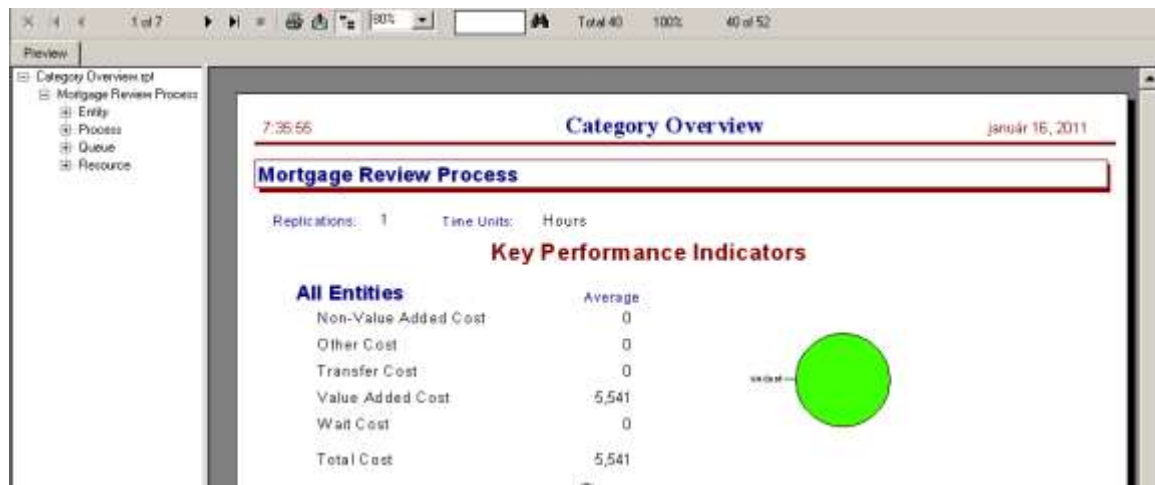 1 of 7 80% Total 40 100% 40 of 52
Preview
Category Overview.rpt
Mortgage Review Process
Entity
Process
Queue
Resource
7:35:55 Category Overview január 16, 2011
Mortgage Review Process
Replications: 1 Time Units: Hours
Key Performance Indicators
All Entities Average
Non-Value Added Cost 0
Other Cost 0
Transfer Cost 0
Value Added Cost 5,541
Wait Cost 0
Total Cost 5,541